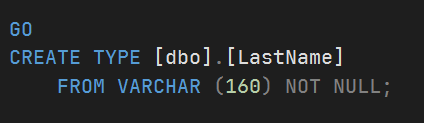 GO
CREATE TYPE [dbo].[LastName]
FROM VARCHAR (160) NOT NULL;